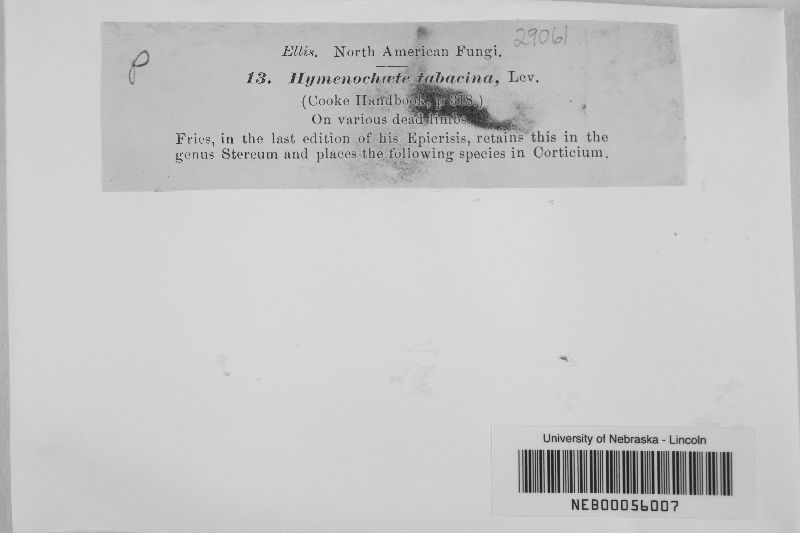 29061
P
Ellis. North American Fungi.
13. Hymenochæte tabacina, Lev.
(Cooke Handbook, p 318.)
On various dead limbs.
Fries, in the last edition of his Epicrisis, retains this in the
genus Stereum and places the following species in Corticium.
University of Nebraska - Lincoln
NEB00056007